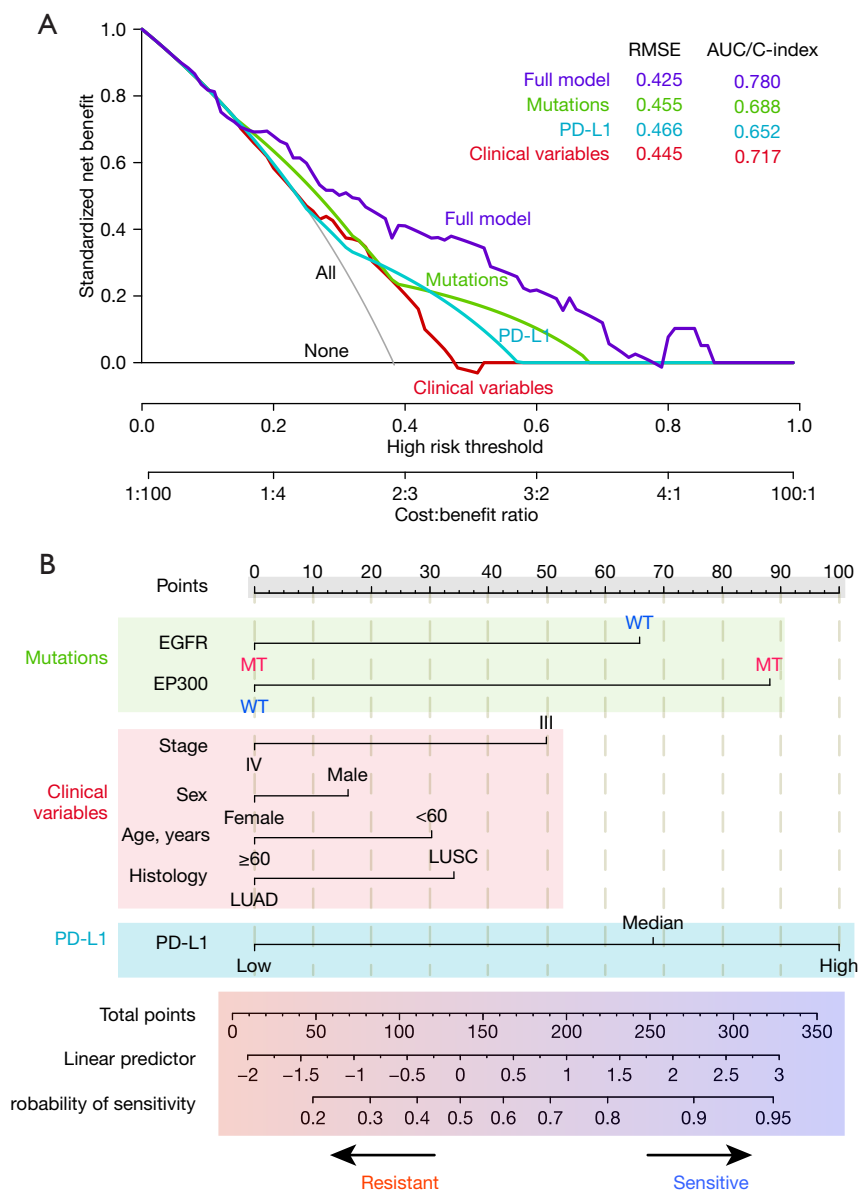 A
RMSE AUC/C-index
Full model 0.425 0.780
Mutations 0.455 0.688
PD-L1 0.466 0.652
Clinical variables 0.445 0.717
Standardized net benefit
1.0
0.8
0.6
0.4
0.2
0.0
Full model
All
Mutations
PD-L1
None
Clinical variables
0.0 0.2 0.4 0.6 0.8 1.0
High risk threshold
1:100 1:4 2:3 3:2 4:1 100:1
Cost:benefit ratio
B
Points 0 10 20 30 40 50 60 70 80 90 100
Mutations
WT
EGFR
MT MT
EP300
WT
Clinical variables
III
Stage
IV
Male
Sex
Female
<60
Age, years
≥60
LUSC
Histology
LUAD
PD-L1
Median
PD-L1
Low High
Total points
0 50 100 150 200 250 300 350
Linear predictor
−2 −1.5 −1 −0.5 0 0.5 1 1.5 2 2.5 3
robability of sensitivity
0.2 0.3 0.4 0.5 0.6 0.7 0.8 0.9 0.95
Resistant Sensitive